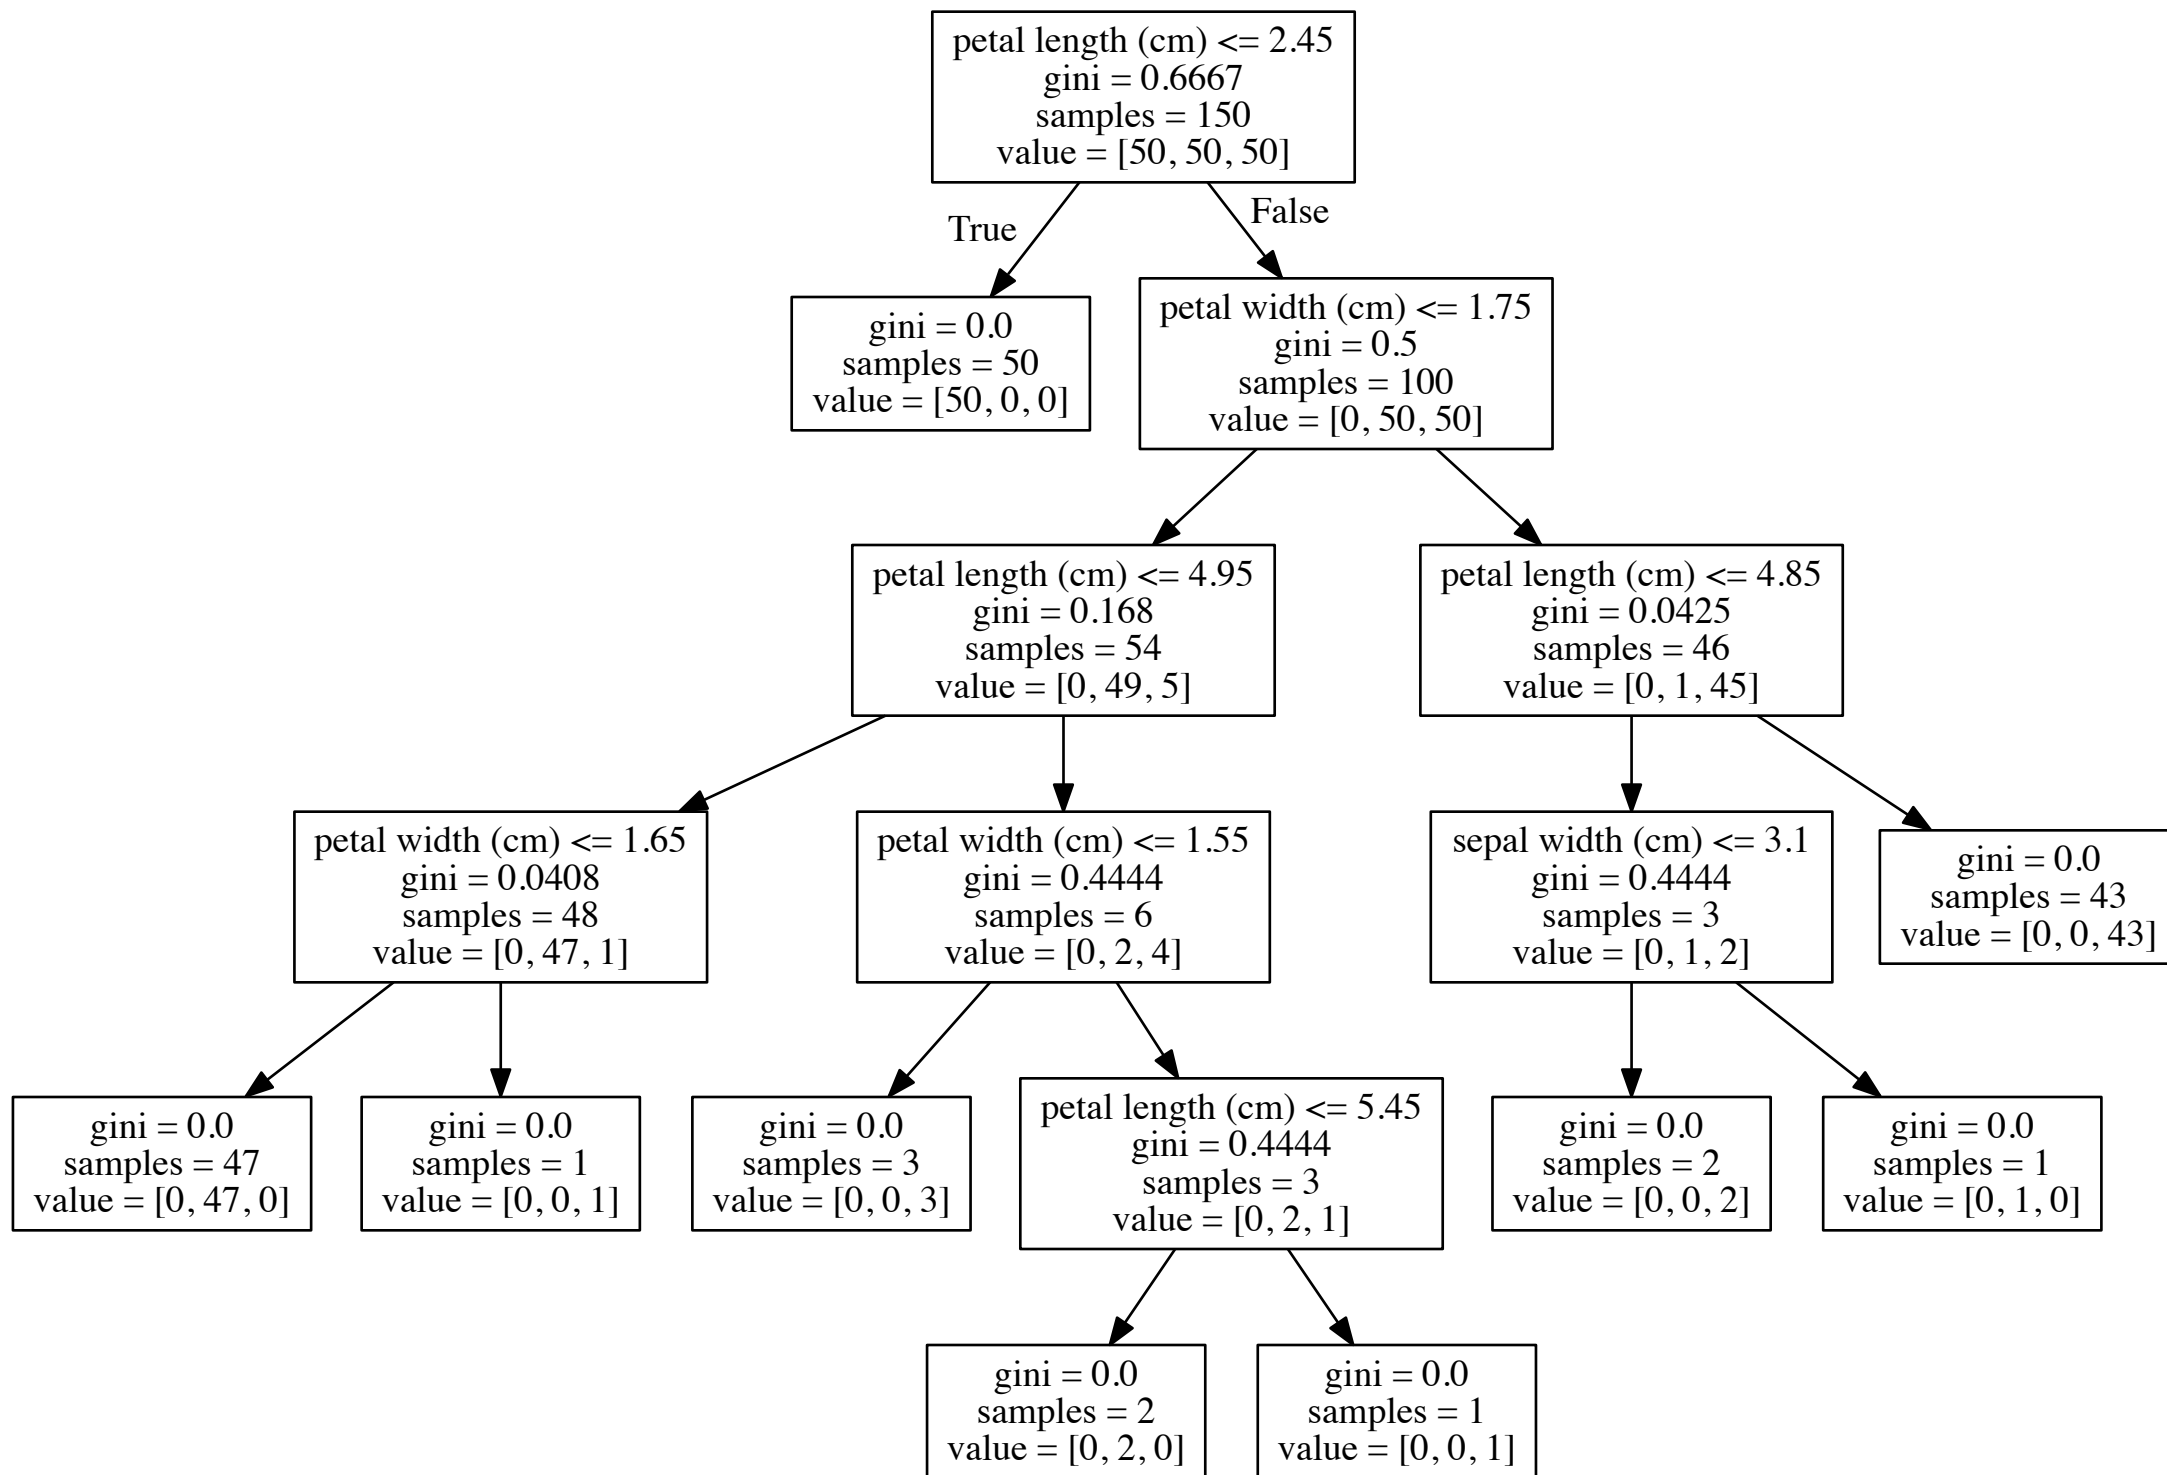 petal length (cm) <= 2.45
gini = 0.6667
samples = 150
value = [50, 50, 50]
True
False
gini = 0.0
samples = 50
value = [50, 0, 0]
petal width (cm) <= 1.75
gini = 0.5
samples = 100
value = [0, 50, 50]
petal length (cm) <= 4.95
gini = 0.168
samples = 54
value = [0, 49, 5]
petal length (cm) <= 4.85
gini = 0.0425
samples = 46
value = [0, 1, 45]
petal width (cm) <= 1.65
gini = 0.0408
samples = 48
value = [0, 47, 1]
petal width (cm) <= 1.55
gini = 0.4444
samples = 6
value = [0, 2, 4]
sepal width (cm) <= 3.1
gini = 0.4444
samples = 3
value = [0, 1, 2]
gini = 0.0
samples = 43
value = [0, 0, 43]
gini = 0.0
samples = 47
value = [0, 47, 0]
gini = 0.0
samples = 1
value = [0, 0, 1]
gini = 0.0
samples = 3
value = [0, 0, 3]
petal length (cm) <= 5.45
gini = 0.4444
samples = 3
value = [0, 2, 1]
gini = 0.0
samples = 2
value = [0, 0, 2]
gini = 0.0
samples = 1
value = [0, 1, 0]
gini = 0.0
samples = 2
value = [0, 2, 0]
gini = 0.0
samples = 1
value = [0, 0, 1]